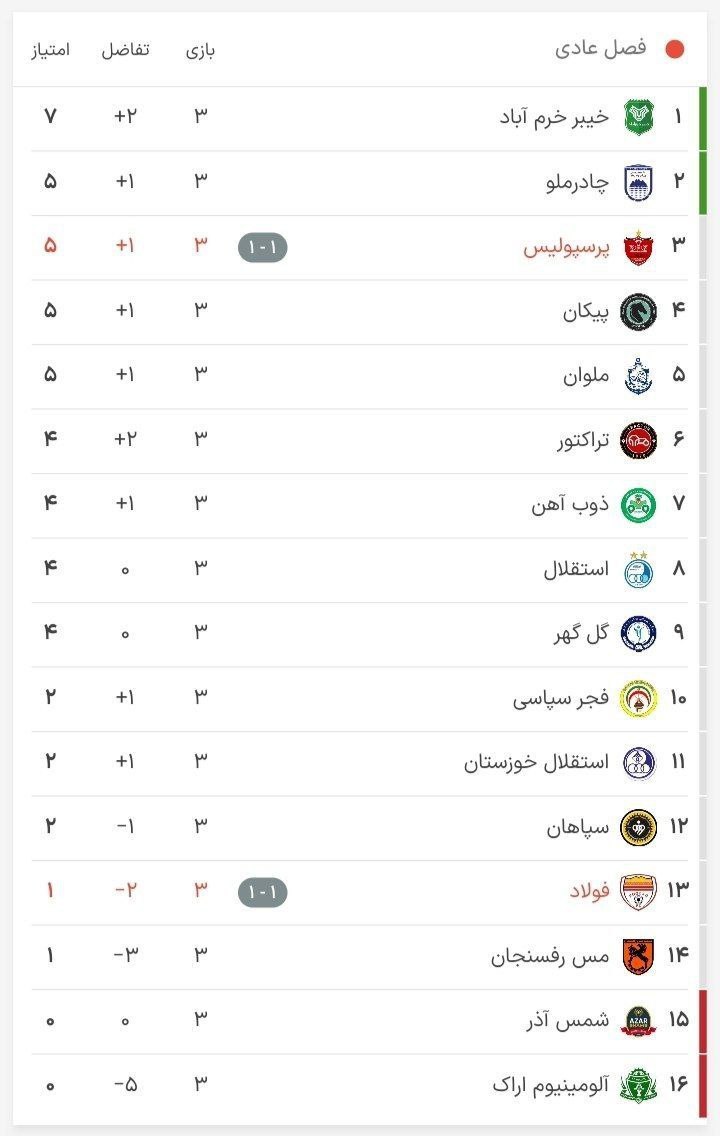 فصل عادی بازی تفاضل امتیاز
۱ خیبر خرم آباد ۳ +۲ ۷
۲ چادرملو ۳ +۱ ۵
۳ پرسپولیس ۱ - ۱ ۳ +۱ ۵
۴ پیکان ۳ +۱ ۵
۵ ملوان ۳ +۱ ۵
۶ تراکتور ۳ +۲ ۴
۷ ذوب آهن ۳ +۱ ۴
۸ استقلال ۳ ۰ ۴
۹ گل گهر ۳ ۰ ۴
۱۰ فجر سپاسی ۳ +۱ ۲
۱۱ استقلال خوزستان ۳ +۱ ۲
۱۲ سپاهان ۳ -۱ ۲
۱۳ فولاد ۱ - ۱ ۳ -۲ ۱
۱۴ مس رفسنجان ۳ -۳ ۱
۱۵ AZAR شمس آذر ۳ ۰ ۰
۱۶ آلومینیوم اراک ۳ -۵ ۰